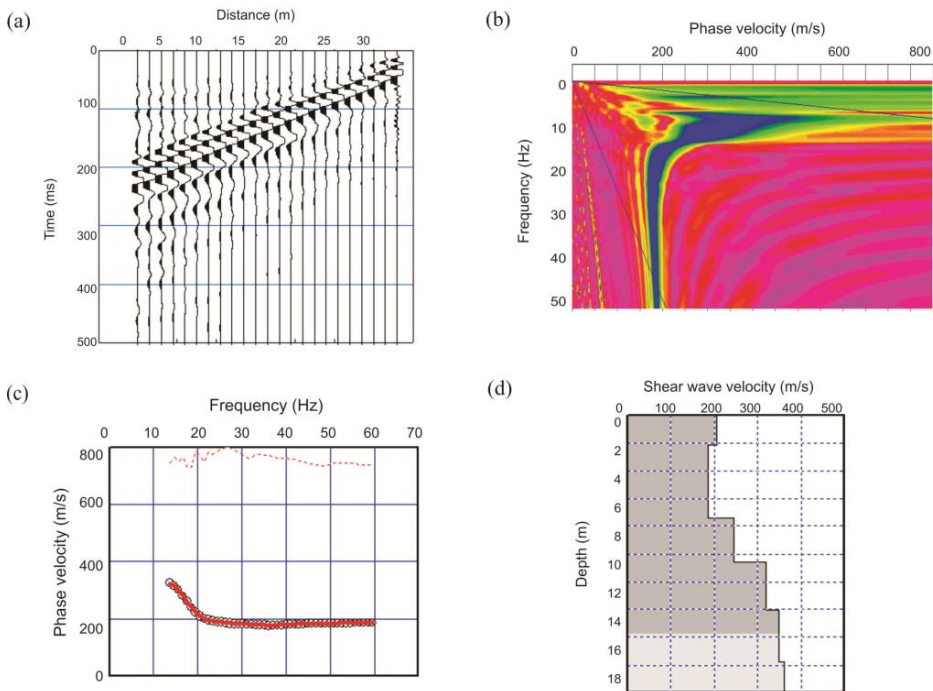 (a)
Distance (m)
0 5 10 15 20 30
0
100
200
300
400
500
Time (ms)
(b)
Phase velocity (m/s)
0 200 400 600 800
0
10
20
30
40
50
Frequency (Hz)
(c)
Frequency (Hz)
0 10 20 30 40 50 60 70
800
600
400
200
0
Phase velocity (m/s)
(d)
Shear wave velocity (m/s)
0 100 200 300 400 500
0
2
4
6
8
10
12
14
16
18
Depth (m)